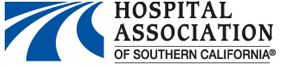 HOSPITAL
ASSOCIATION
OF SOUTHERN CALIFORNIA®